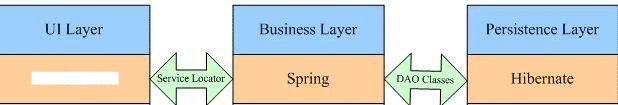 UI Layer
Business Layer
Persistence Layer
Service Locator
Spring
DAO Classes
Hibernate